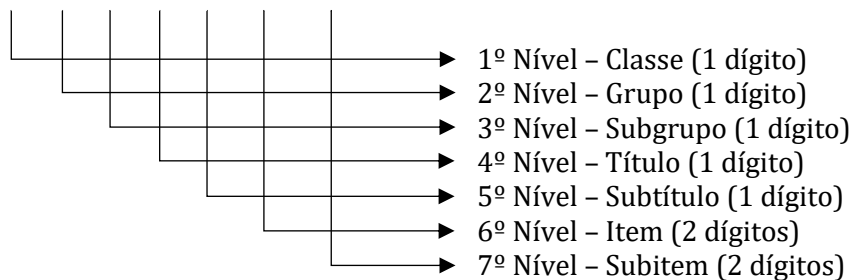 1º Nível – Classe (1 dígito)
2º Nível – Grupo (1 dígito)
3º Nível – Subgrupo (1 dígito)
4º Nível – Título (1 dígito)
5º Nível – Subtítulo (1 dígito)
6º Nível – Item (2 dígitos)
7º Nível – Subitem (2 dígitos)